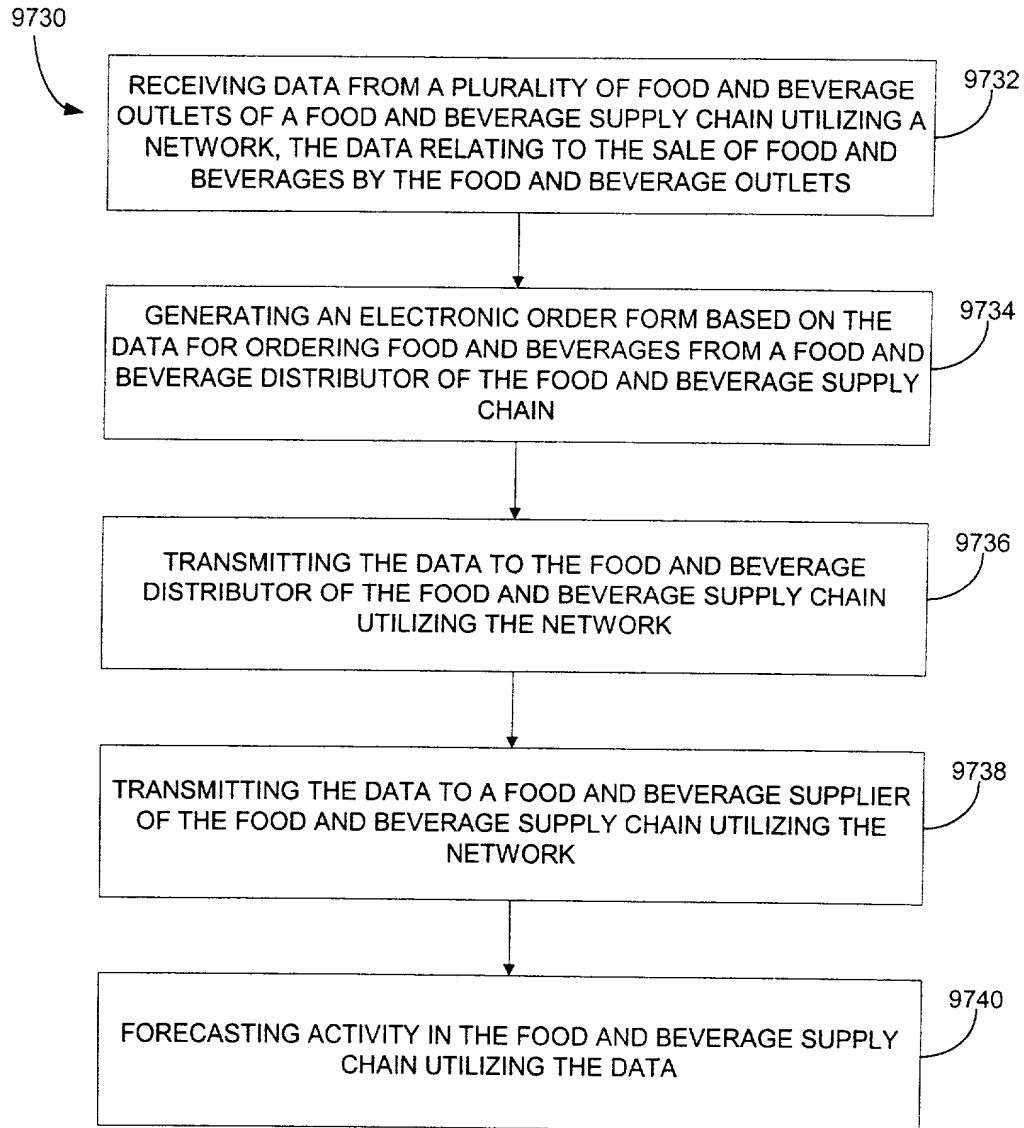 9730
RECEIVING DATA FROM A PLURALITY OF FOOD AND BEVERAGE
OUTLETS OF A FOOD AND BEVERAGE SUPPLY CHAIN UTILIZING A
NETWORK, THE DATA RELATING TO THE SALE OF FOOD AND
BEVERAGES BY THE FOOD AND BEVERAGE OUTLETS
9732
GENERATING AN ELECTRONIC ORDER FORM BASED ON THE
DATA FOR ORDERING FOOD AND BEVERAGES FROM A FOOD AND
BEVERAGE DISTRIBUTOR OF THE FOOD AND BEVERAGE SUPPLY
CHAIN
9734
TRANSMITTING THE DATA TO THE FOOD AND BEVERAGE
DISTRIBUTOR OF THE FOOD AND BEVERAGE SUPPLY CHAIN
UTILIZING THE NETWORK
9736
TRANSMITTING THE DATA TO A FOOD AND BEVERAGE SUPPLIER
OF THE FOOD AND BEVERAGE SUPPLY CHAIN UTILIZING THE
NETWORK
9738
FORECASTING ACTIVITY IN THE FOOD AND BEVERAGE SUPPLY
CHAIN UTILIZING THE DATA
9740